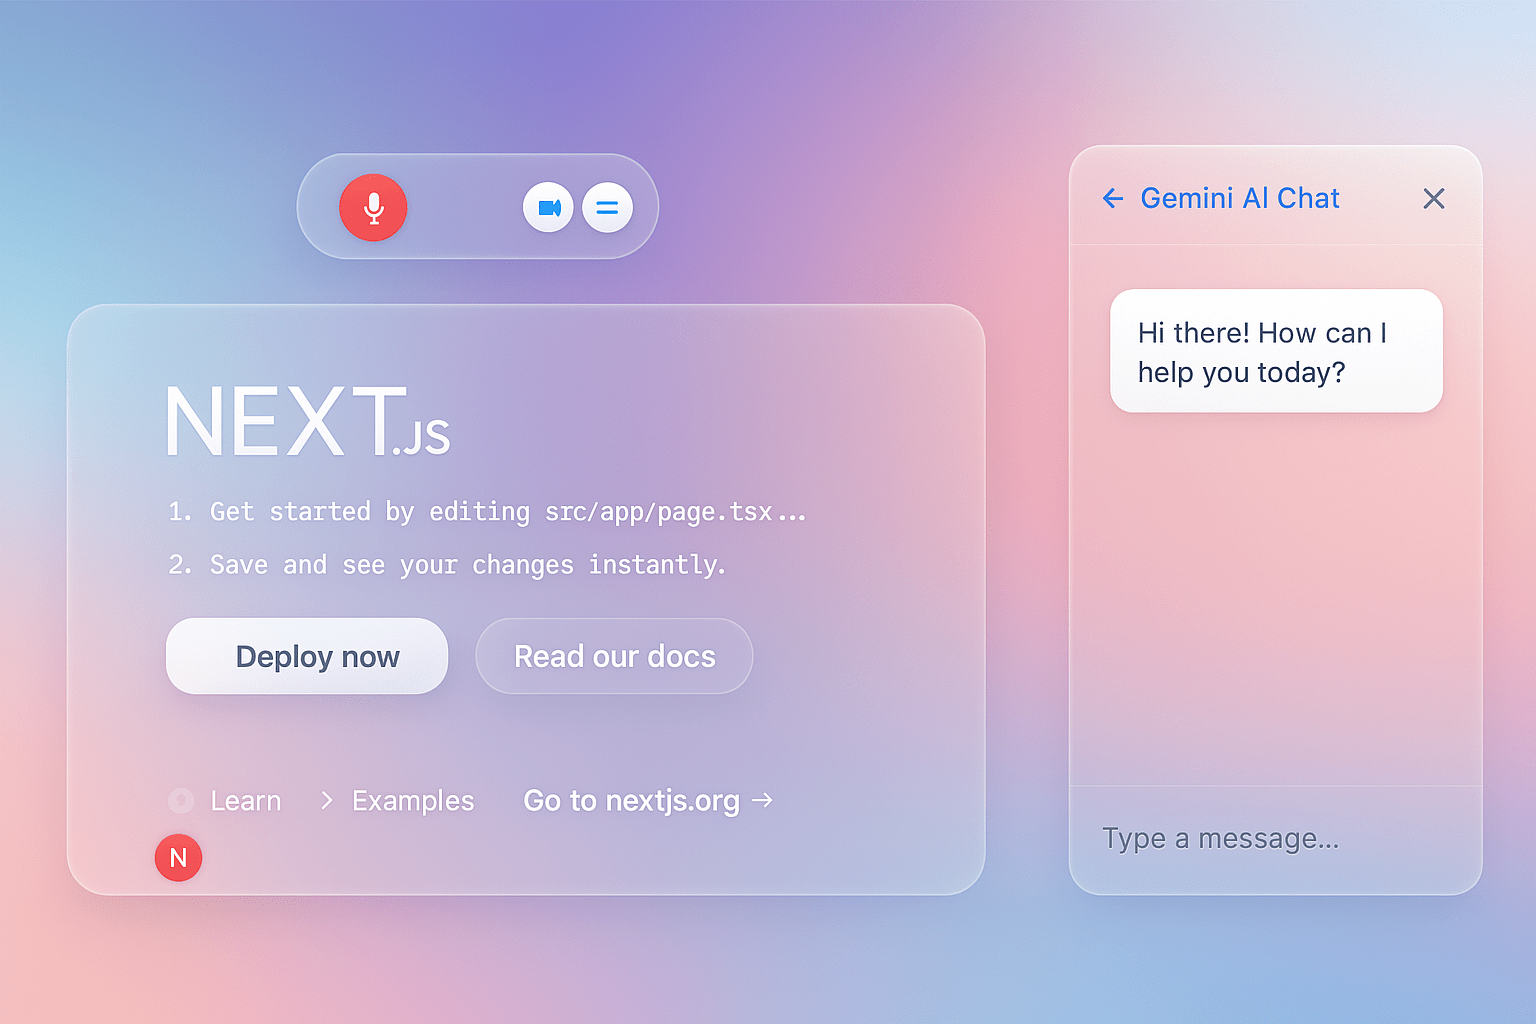 NEXT.JS
1. Get started by editing src/app/page.tsx...
2. Save and see your changes instantly.
Deploy now
Read our docs
Learn
Examples
Go to nextjs.org →
N
← Gemini AI Chat
Hi there! How can I
help you today?
Type a message...